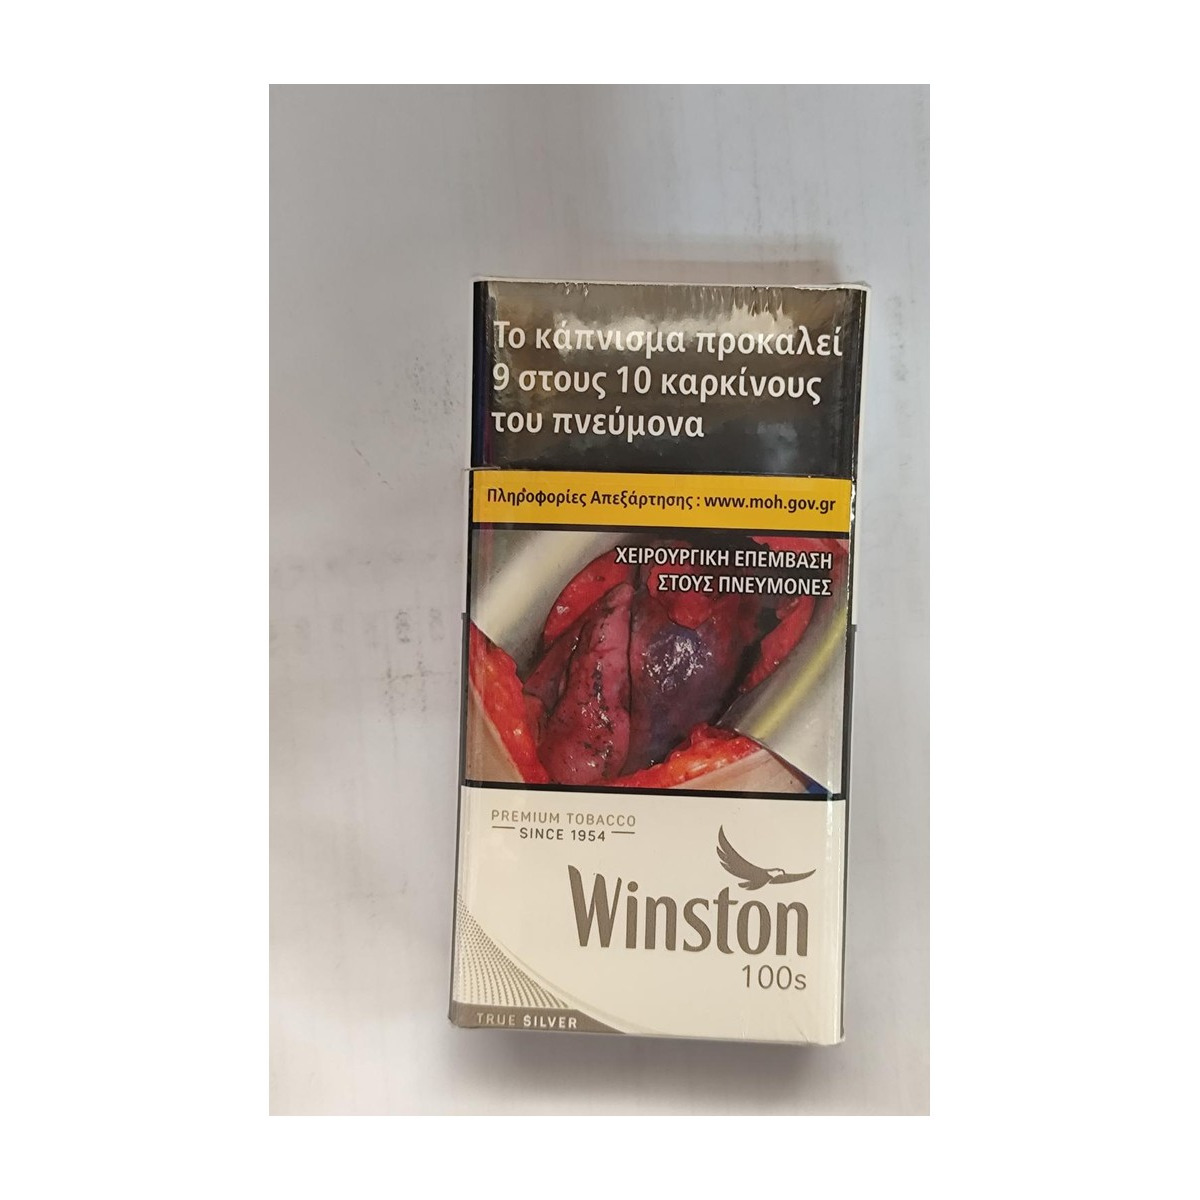 Το κάπνισμα προκαλεί
9 στους 10 καρκίνους
του πνεύμονα
Πληροφορίες Απεξάρτησης: www.moh.gov.gr
ΧΕΙΡΟΥΡΓΙΚΗ ΕΠΕΜΒΑΣΗ
ΣΤΟΥΣ ΠΝΕΥΜΟΝΕΣ
PREMIUM TOBACCO
SINCE 1954
Winston
100s
TRUE SILVER